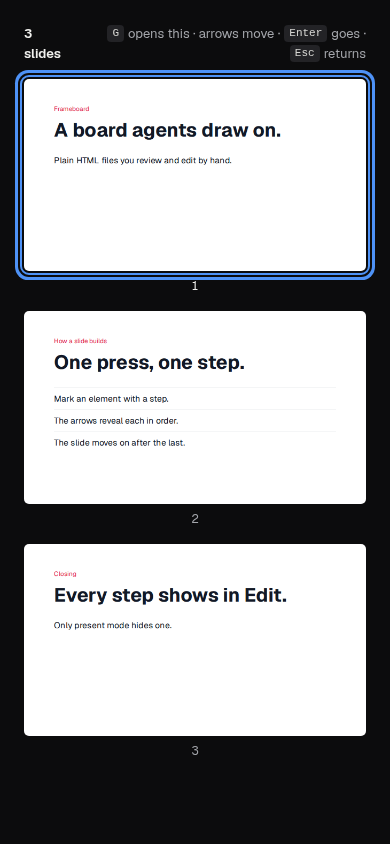 3 slides
G opens this · arrows move · Enter goes · Esc returns
Frameboard
A board agents draw on.
Plain HTML files you review and edit by hand.
1
How a slide builds
One press, one step.
Mark an element with a step.
The arrows reveal each in order.
The slide moves on after the last.
2
Closing
Every step shows in Edit.
Only present mode hides one.
3